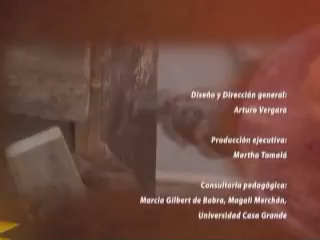 Diseño y Dirección general:
Arturo Vergara
Producción ejecutiva:
Martha Tomalá
Consultoría pedagógica:
Marcia Gilbert de Babra, Magali Merchán,
Universidad Casa Grande